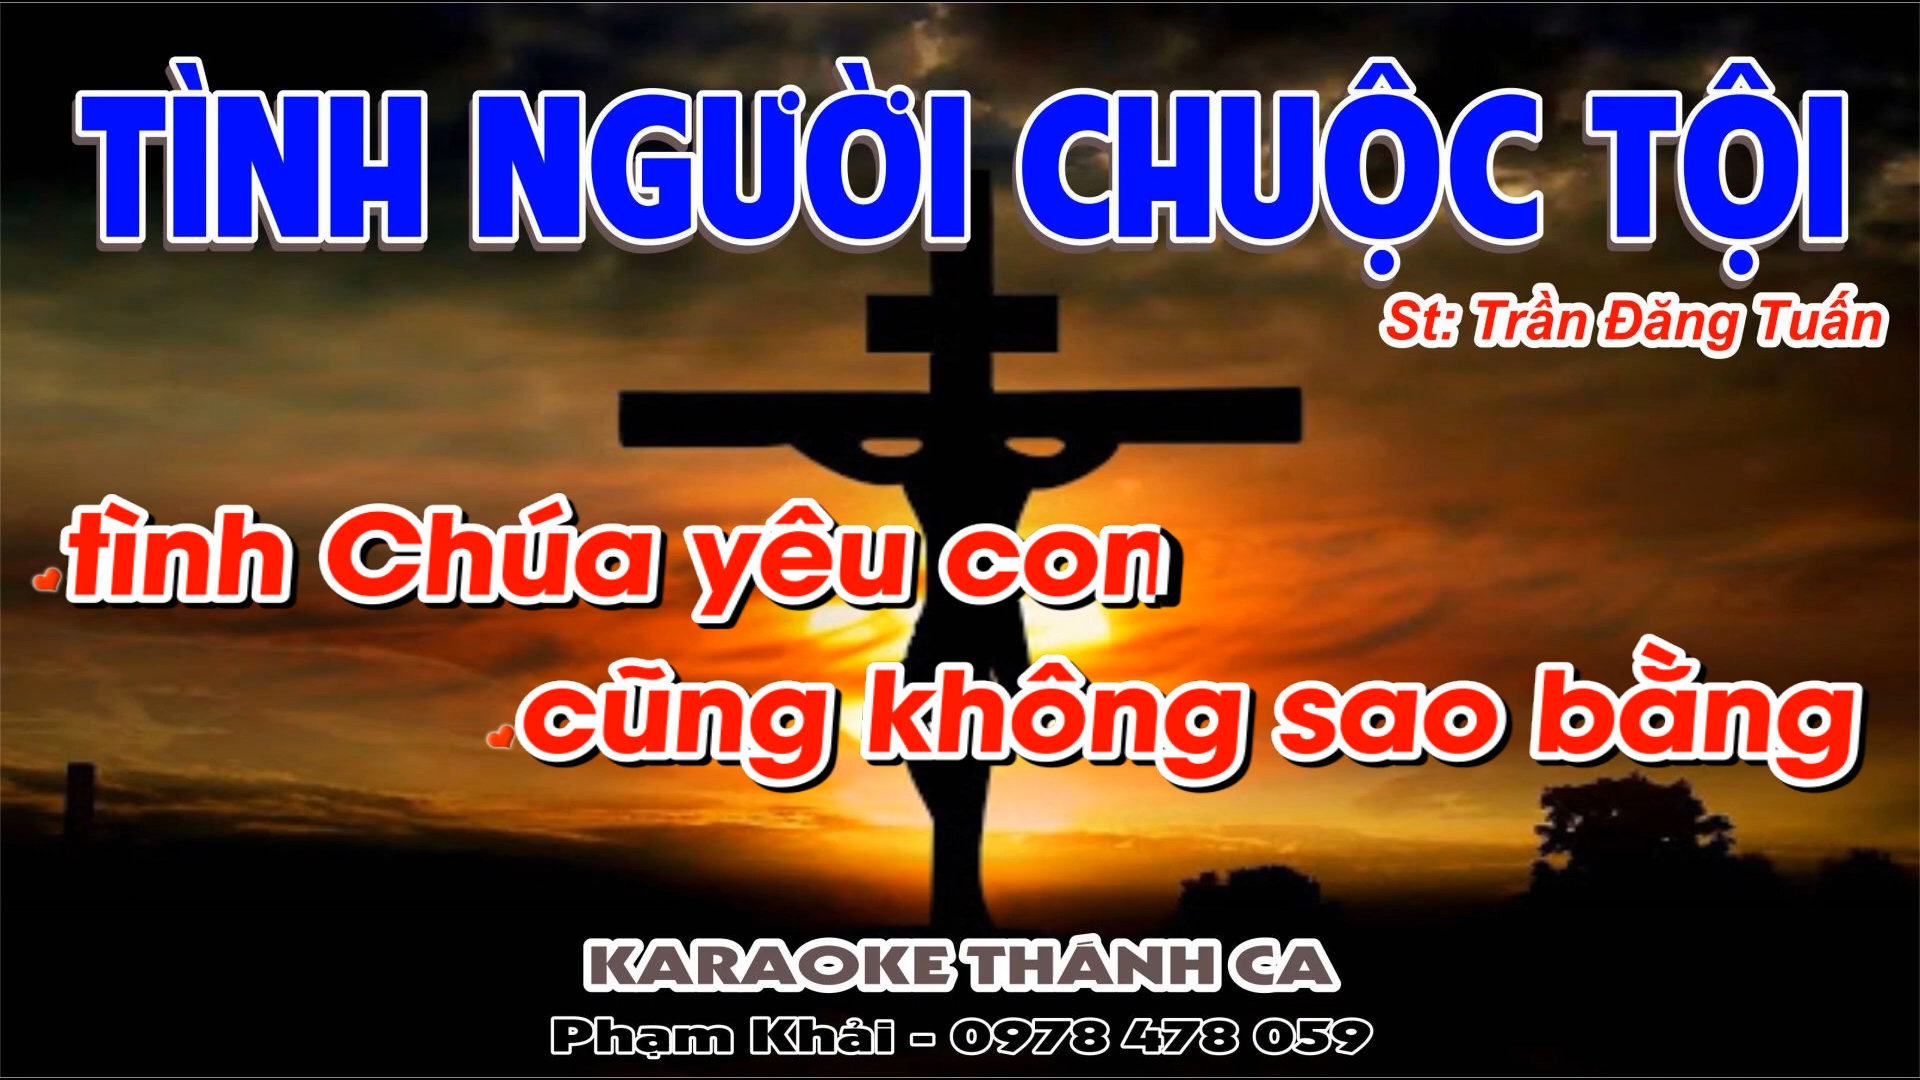 TÌNH NGƯỜI CHUỘC TỘI
St: Trần Đăng Tuấn
tình Chúa yêu con
cũng không sao bằng
KARAOKE THÁNH CA
Phạm Khải - 0978 478 059